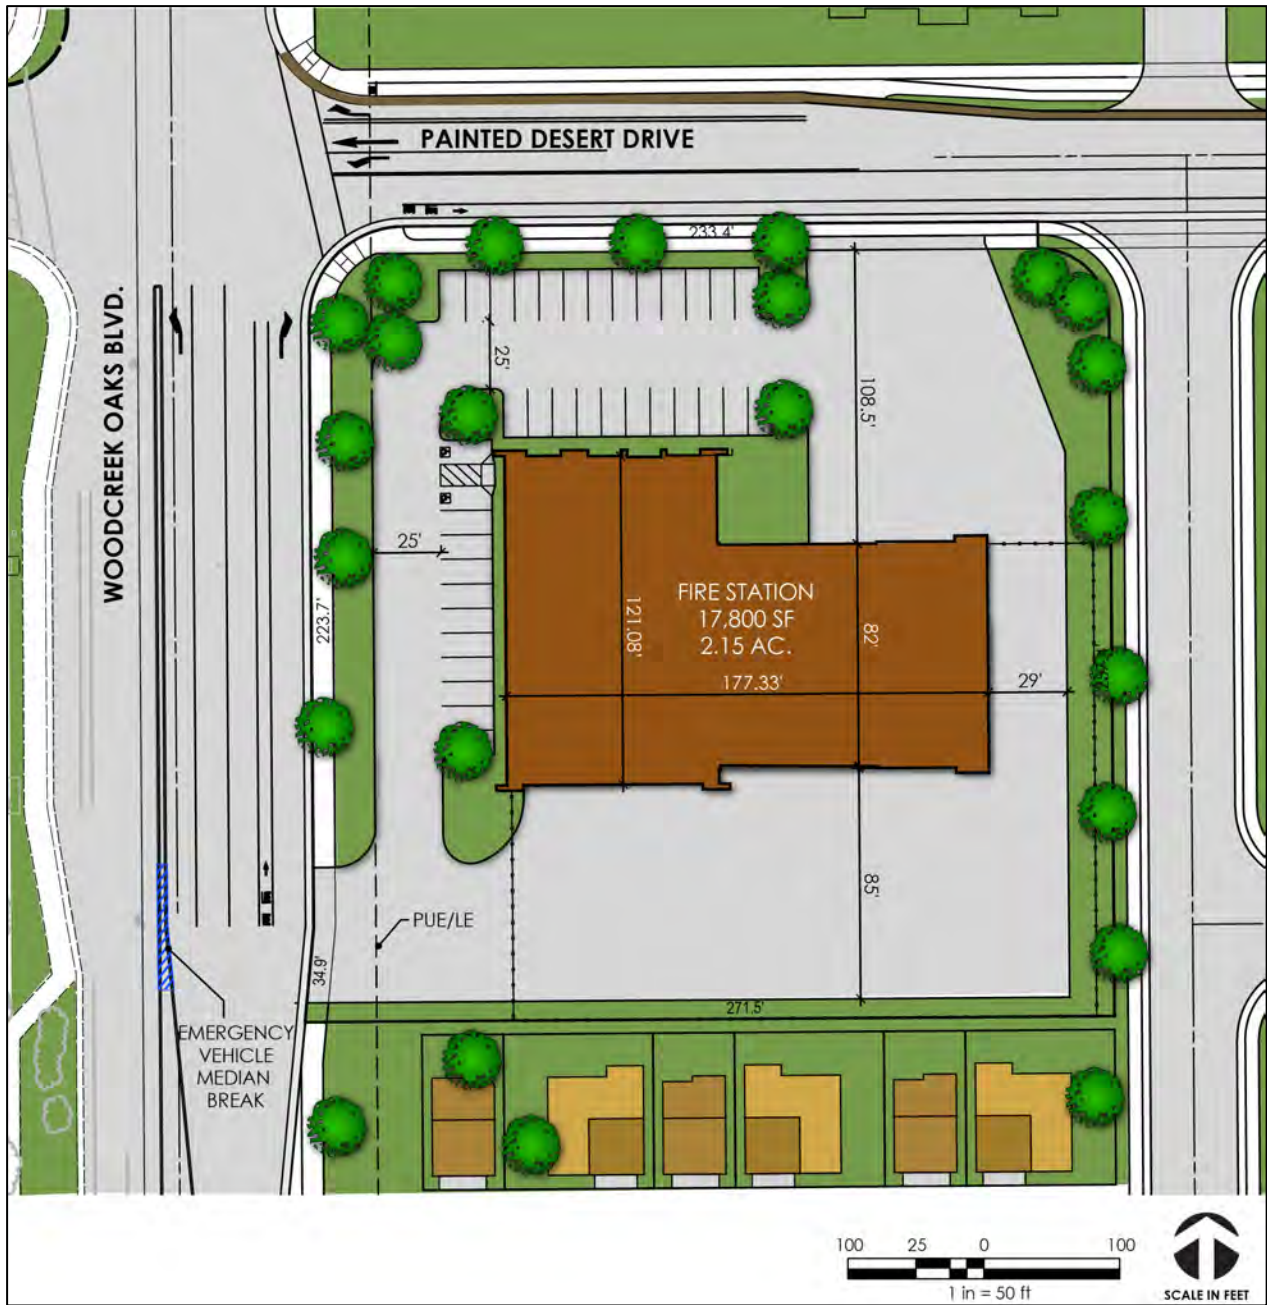 PAINTED DESERT DRIVE
233.4'
WOODCREEK OAKS BLVD.
25'
108.5'
25'
223.7'
FIRE STATION
17,800 SF
2.15 AC.
121.08'
82'
177.33'
29'
85'
PUE/LE
34.9'
271.5'
EMERGENCY
VEHICLE
MEDIAN
BREAK
100 25 0 100
1 in = 50 ft
SCALE IN FEET